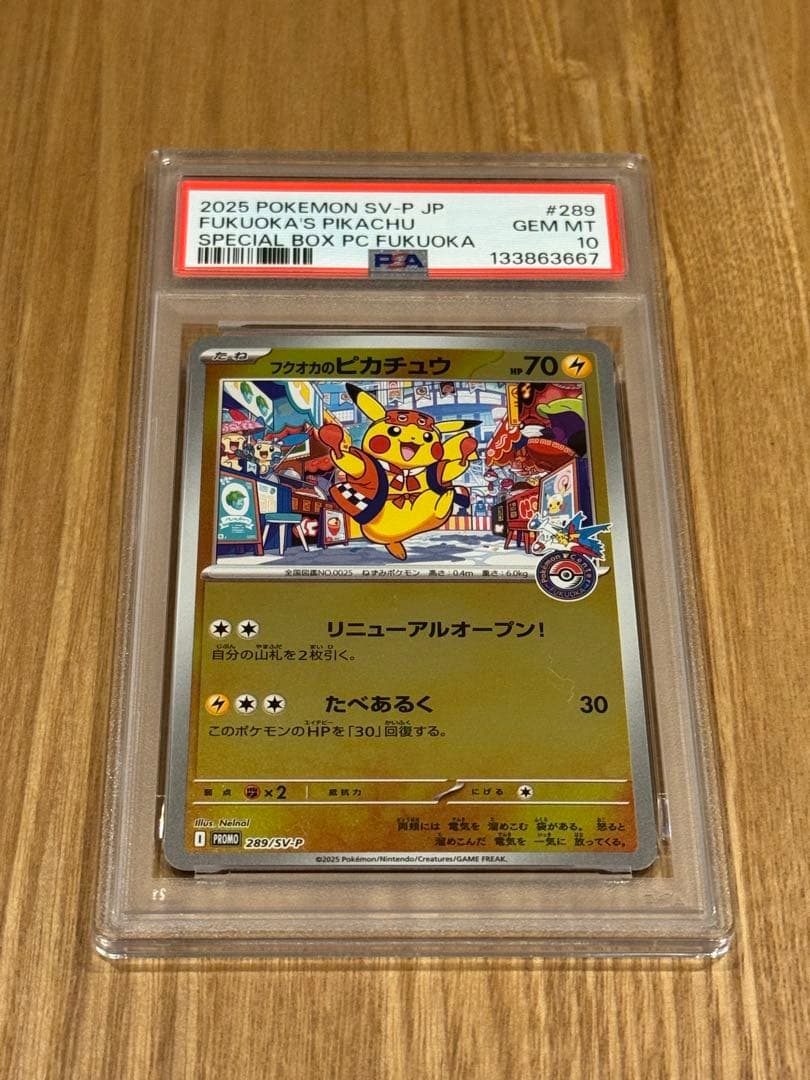 2025 POKEMON SV-P JP #289
FUKUOKA'S PIKACHU GEM MT
SPECIAL BOX PC FUKUOKA 10
PSA 133863667
たね フクオカのピカチュウ HP70
全国図鑑NO.0025 ねずみポケモン 高さ:0.4m 重さ:6.0kg
Pokémon Center
FUKUOKA
リニューアルオープン!
自分の山札を2枚引く。
たべあるく 30
このポケモンのHPを「30」回復する。
弱点 ×2 抵抗力 にげる
Illus. Nelnal
両頬には 電気を 溜めこむ 袋がある。 怒ると
I PROMO 289/SV-P 溜めこんだ 電気を 一気に 放ってくる。
©2025 Pokémon/Nintendo/Creatures/GAME FREAK.